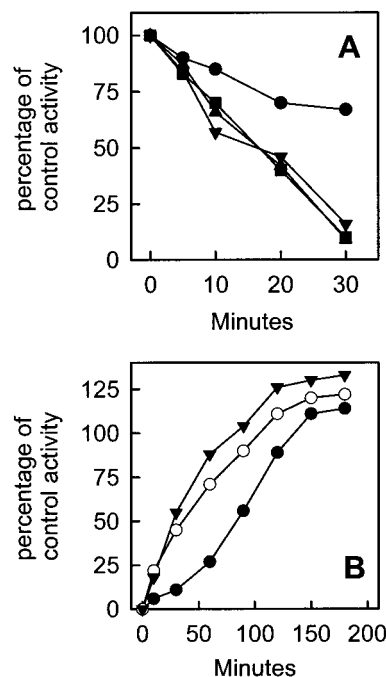 A
100
75
50
25
0
percentage of
control activity
0 10 20 30
Minutes
125
100
75
50
25
0
percentage of
control activity
B
0 50 100 150 200
Minutes